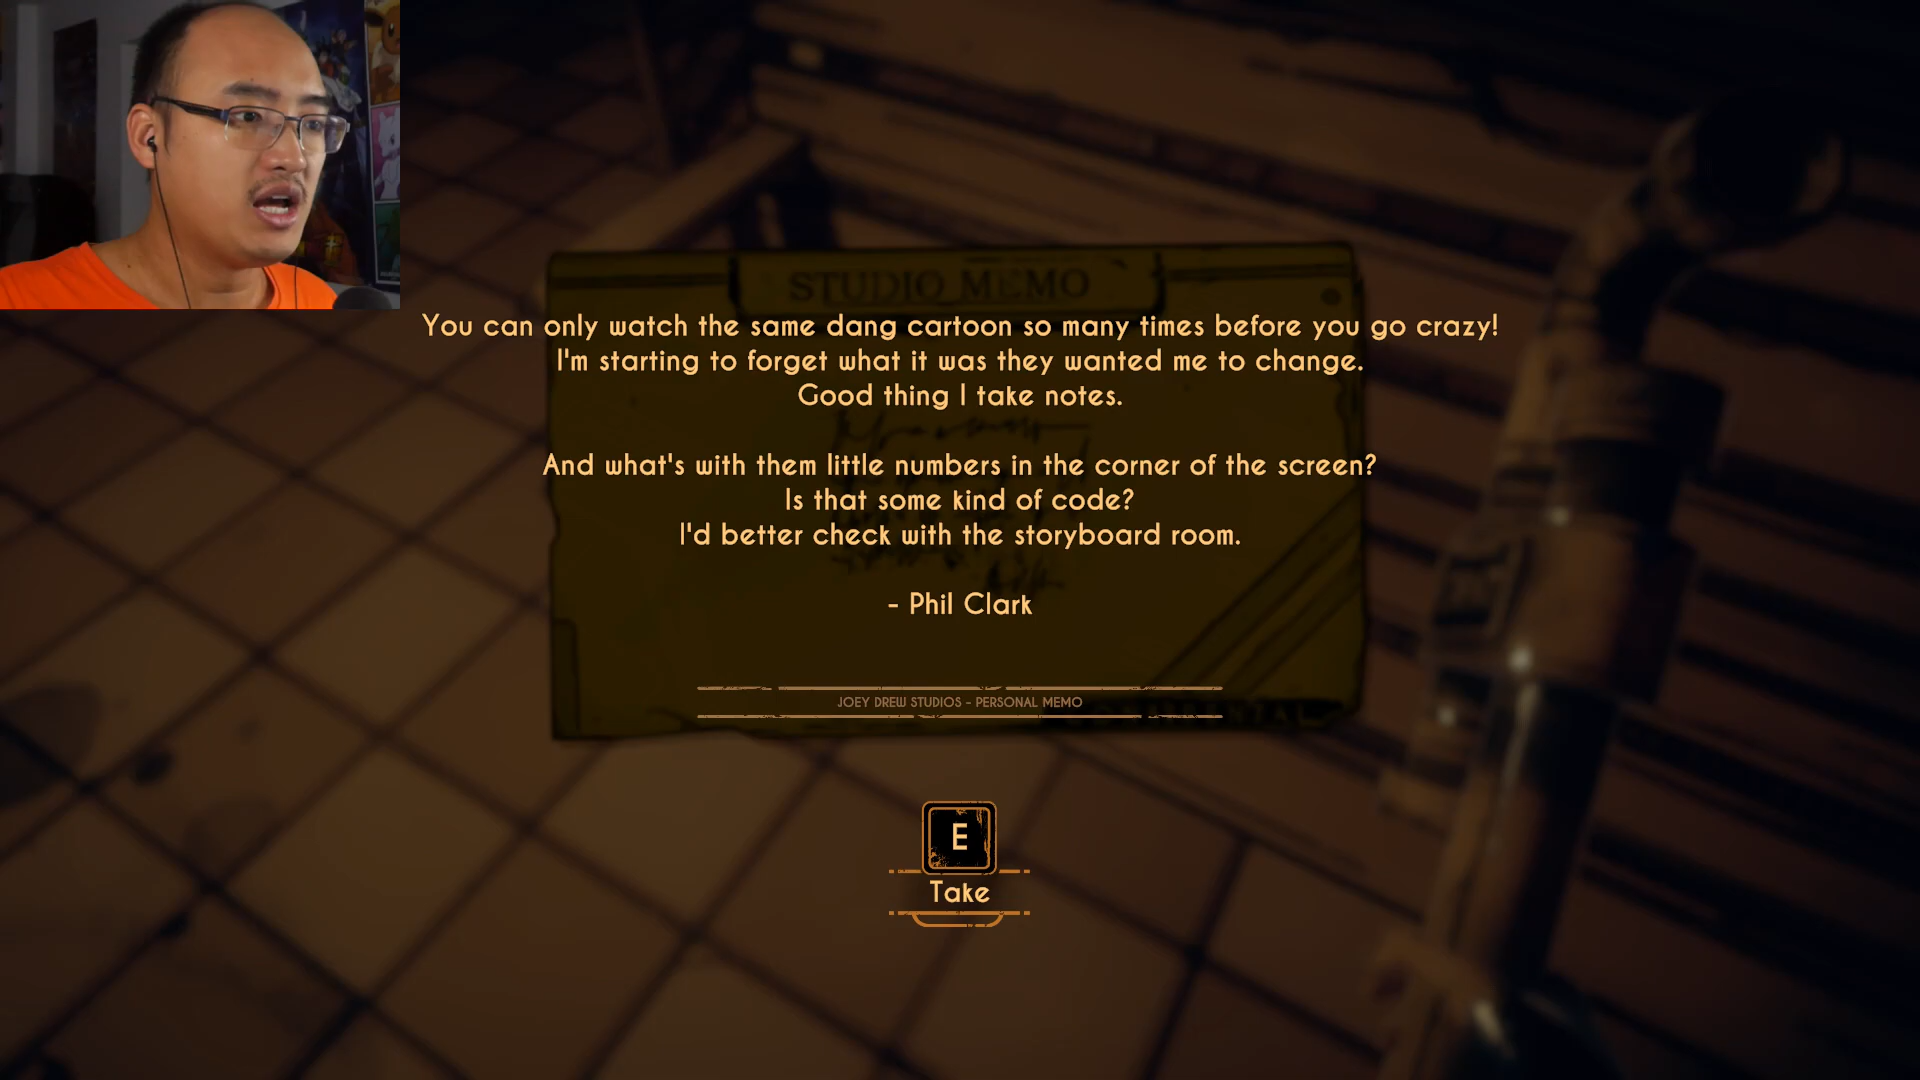 STUDIO MEMO
You can only watch the same dang cartoon so many times before you go crazy!
I'm starting to forget what it was they wanted me to change.
Good thing I take notes.
And what's with them little numbers in the corner of the screen?
Is that some kind of code?
I'd better check with the storyboard room.
- Phil Clark
JOEY DREW STUDIOS - PERSONAL MEMO
E
Take